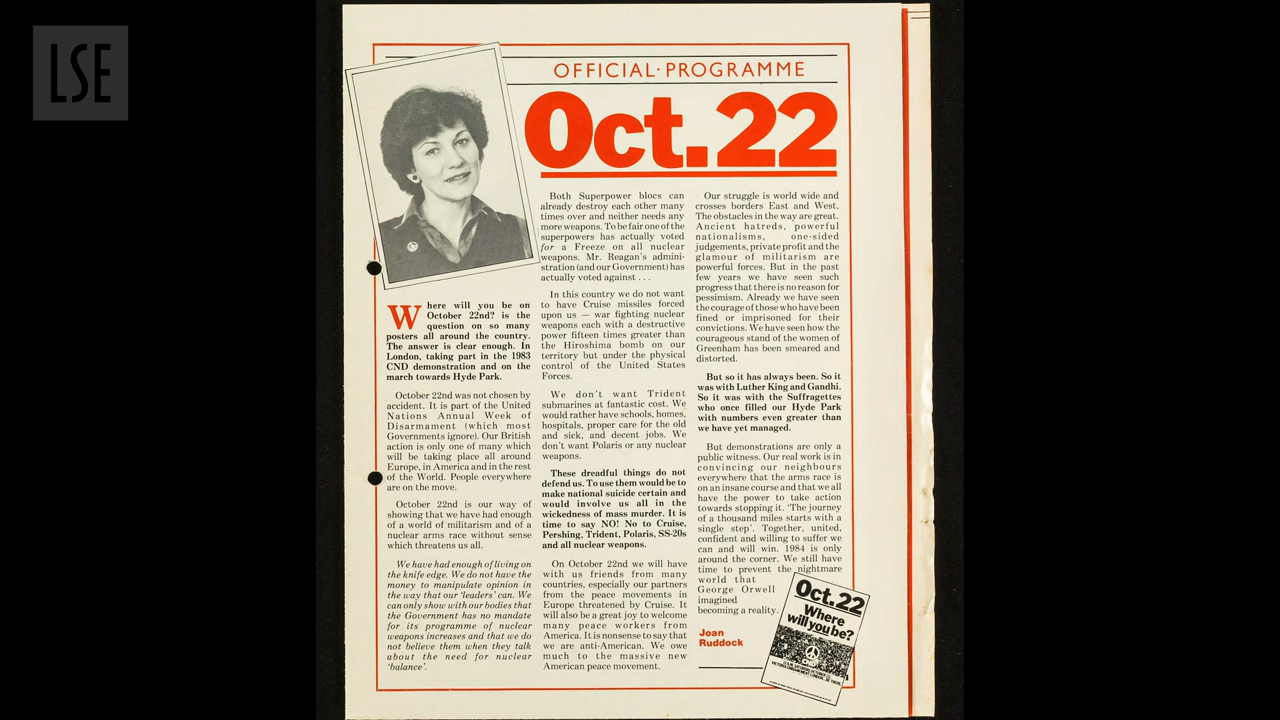 LSE
OFFICIAL·PROGRAMME
Oct.22
Where will you be on
October 22nd? is the
question on so many
posters all around the country.
The answer is clear enough. In
London, taking part in the 1983
CND demonstration and on the
march towards Hyde Park.
October 22nd was not chosen by
accident. It is part of the United
Nations Annual Week of
Disarmament (which most
Governments ignore). Our British
action is only one of many which
will be taking place all around
Europe, in America and in the rest
of the World. People everywhere
are on the move.
October 22nd is our way of
showing that we have had enough
of a world of militarism and of a
nuclear arms race without sense
which threatens us all.
We have had enough of living on
the knife edge. We do not have the
money to manipulate opinion in
the way that our 'leaders' can. We
can only show with our bodies that
the Government has no mandate
for its programme of nuclear
weapons increases and that we do
not believe them when they talk
about the need for nuclear
'balance'.
Both Superpower blocs can
already destroy each other many
times over and neither needs any
more weapons. To be fair one of the
superpowers has actually voted
for a Freeze on all nuclear
weapons. Mr. Reagan's admini-
stration (and our Government) has
actually voted against . . .
In this country we do not want
to have Cruise missiles forced
upon us — war fighting nuclear
weapons each with a destructive
power fifteen times greater than
the Hiroshima bomb on our
territory but under the physical
control of the United States
Forces.
We don't want Trident
submarines at fantastic cost. We
would rather have schools, homes,
hospitals, proper care for the old
and sick, and decent jobs. We
don't want Polaris or any nuclear
weapons.
These dreadful things do not
defend us. To use them would be to
make national suicide certain and
would involve us all in the
wickedness of mass murder. It is
time to say NO! No to Cruise,
Pershing, Trident, Polaris, SS-20s
and all nuclear weapons.
On October 22nd we will have
with us friends from many
countries, especially our partners
from the peace movements in
Europe threatened by Cruise. It
will also be a great joy to welcome
many peace workers from
America. It is nonsense to say that
we are anti-American. We owe
much to the massive new
American peace movement.
Our struggle is world wide and
crosses borders East and West.
The obstacles in the way are great.
Ancient hatreds, powerful
nationalisms, one-sided
judgements, private profit and the
glamour of militarism are
powerful forces. But in the past
few years we have seen such
progress that there is no reason for
pessimism. Already we have seen
the courage of those who have been
fined or imprisoned for their
convictions. We have seen how the
courageous stand of the women of
Greenham has been smeared and
distorted.
But so it has always been. So it
was with Luther King and Gandhi.
So it was with the Suffragettes
who once filled our Hyde Park
with numbers even greater than
we have yet managed.
But demonstrations are only a
public witness. Our real work is in
convincing our neighbours
everywhere that the arms race is
on an insane course and that we all
have the power to take action
towards stopping it. 'The journey
of a thousand miles starts with a
single step'. Together, united,
confident and willing to suffer we
can and will win. 1984 is only
around the corner. We still have
time to prevent the nightmare
world that
George Orwell
imagined
becoming a reality.
Joan
Ruddock
Oct.22
Where
will you be?
CND